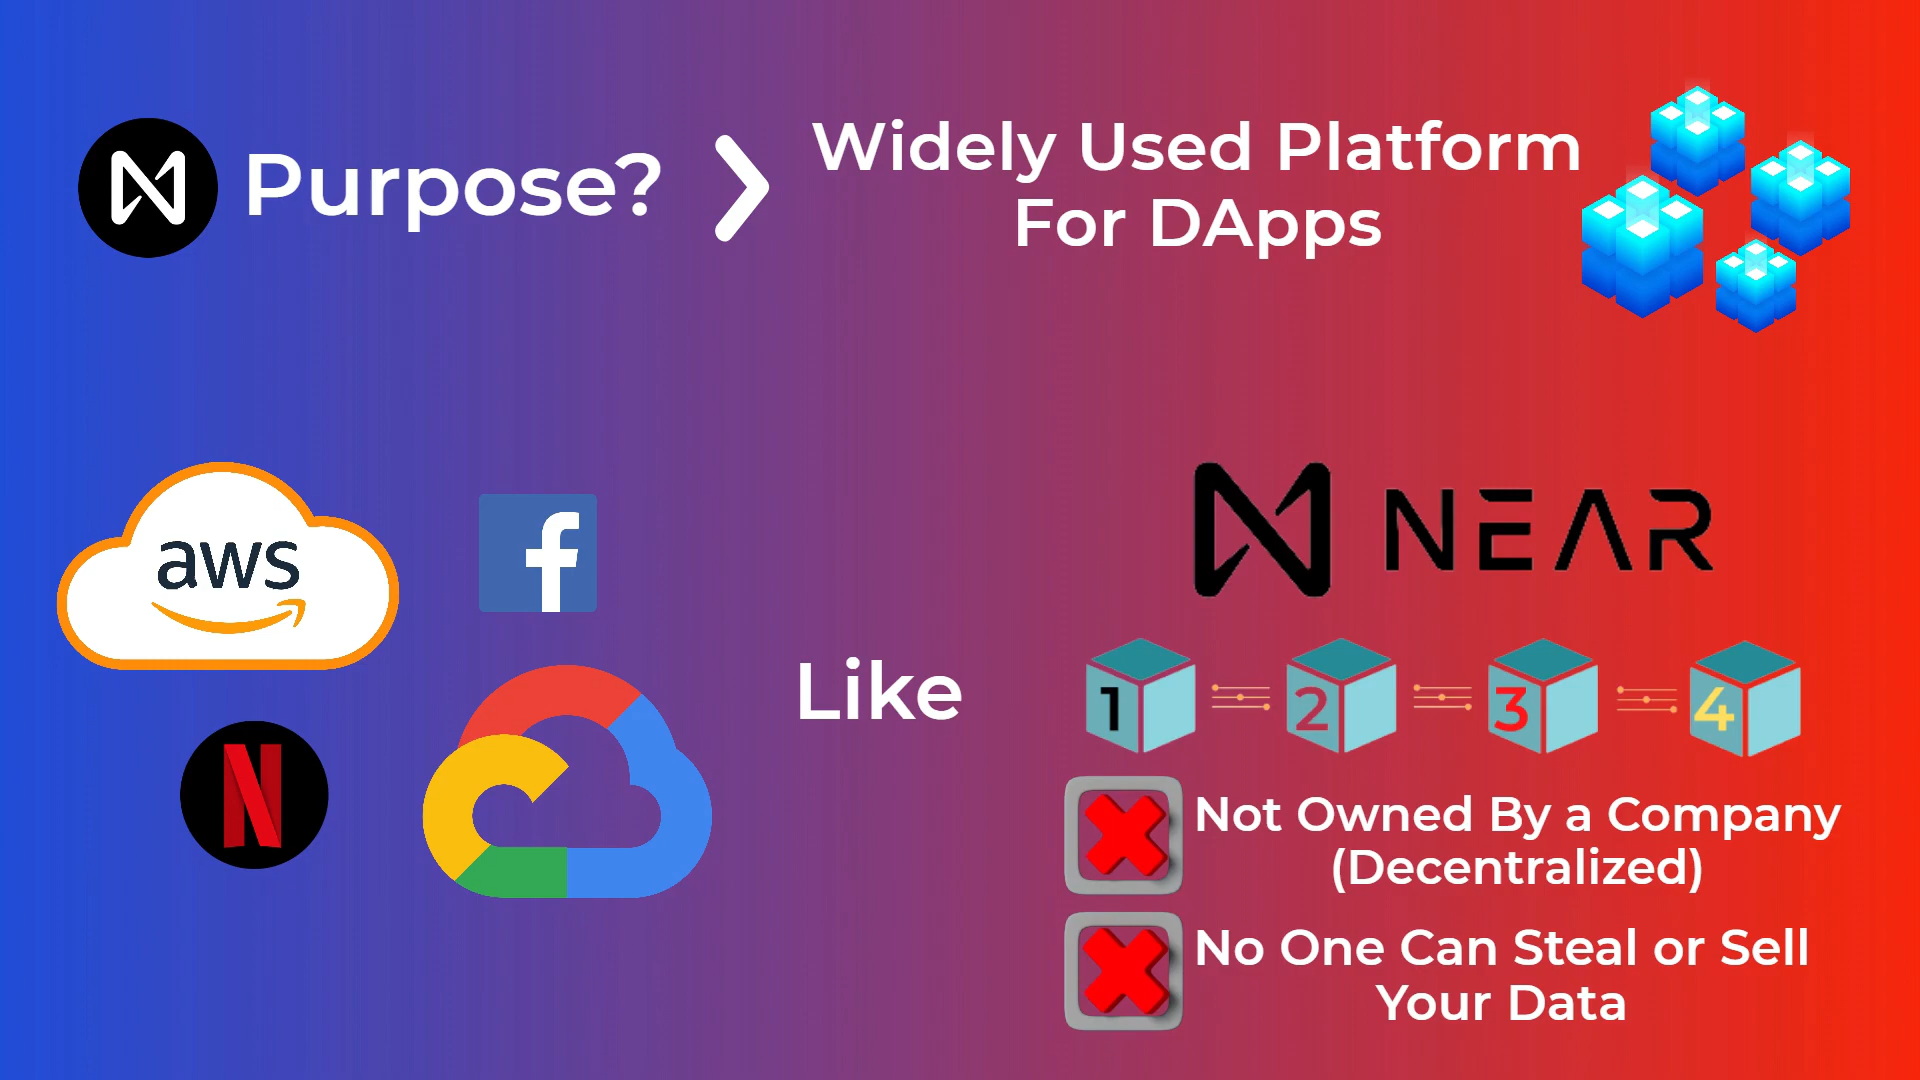 Purpose?
Widely Used Platform
For DApps
aws
f
N
Like
NEAR
1
2
3
4
Not Owned By a Company
(Decentralized)
No One Can Steal or Sell
Your Data